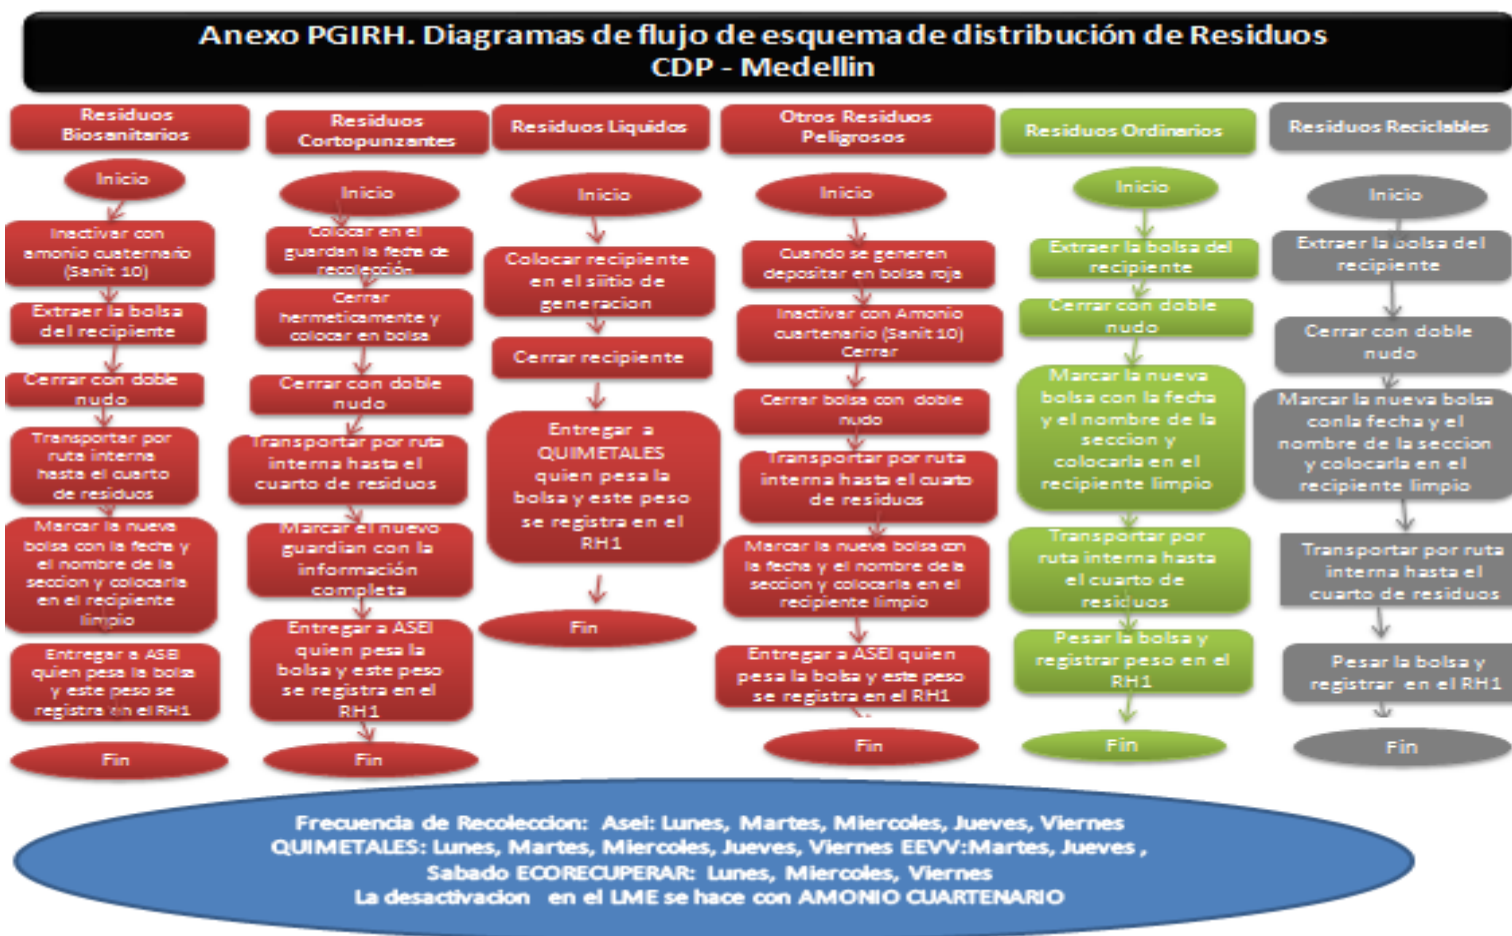 Anexo PGIRH. Diagramas de flujo de esquema de distribución de Residuos
CDP - Medellin
Residuos
Biosanitarios
Inicio
Inactivar con
amonio cuaternario
(Sanit 10)
Extraer la bolsa
del recipiente
Cerrar con doble
nudo
Transportar por
ruta interna
hasta el cuarto
de residuos
Marcar la nueva
bolsa con la fecha y
el nombre de la
seccion y colocarla
en el recipiente
limpio
Entregar a ASEI
quien pesa la bolsa
y este peso se
registra en el RH1
Fin
Residuos
Cortopunzantes
Inicio
Colocar en el
guardian la fecha de
recolección
Cerrar
hermeticamente y
colocar en bolsa
Cerrar con doble
nudo
Transportar por ruta
interna hasta el
cuarto de residuos
Marcar el nuevo
guardian con la
información
completa
Entregar a ASEI
quien pesa la
bolsa y este peso
se registra en el
RH1
Fin
Residuos Liquidos
Inicio
Colocar recipiente
en el siitio de
generacion
Cerrar recipiente
Entregar a
QUIMETALES
quien pesa la
bolsa y este peso
se registra en el
RH1
Fin
Otros Residuos
Peligrosos
Inicio
Cuando se generen
depositar en bolsa roja
Inactivar con Amonio
cuartenario (Sanit 10)
Cerrar
Cerrar bolsa con doble
nudo
Transportar por ruta
interna hasta el cuarto
de residuos
Marcar la nueva bolsa con
la fecha y el nombre de la
seccion y colocarla en el
recipiente limpio
Entregar a ASEI quien
pesa la bolsa y este peso
se registra en el RH1
Fin
Residuos Ordinarios
Inicio
Extraer la bolsa del
recipiente
Cerrar con doble
nudo
Marcar la nueva
bolsa con la fecha
y el nombre de la
seccion y
colocarla en el
recipiente limpio
Transportar por
ruta interna hasta
el cuarto de
residuos
Pesar la bolsa y
registrar peso en el
RH1
Fin
Residuos Reciclables
Inicio
Extraer la bolsa del
recipiente
Cerrar con doble
nudo
Marcar la nueva bolsa
con la fecha y el
nombre de la seccion
y colocarla en el
recipiente limpio
Transportar por ruta
interna hasta el
cuarto de residuos
Pesar la bolsa y
registrar en el RH1
Fin
Frecuencia de Recoleccion: Asei: Lunes, Martes, Miercoles, Jueves, Viernes
QUIMETALES: Lunes, Martes, Miercoles, Jueves, Viernes EEVV:Martes, Jueves ,
Sabado ECORECUPERAR: Lunes, Miercoles, Viernes
La desactivacion en el LME se hace con AMONIO CUARTENARIO